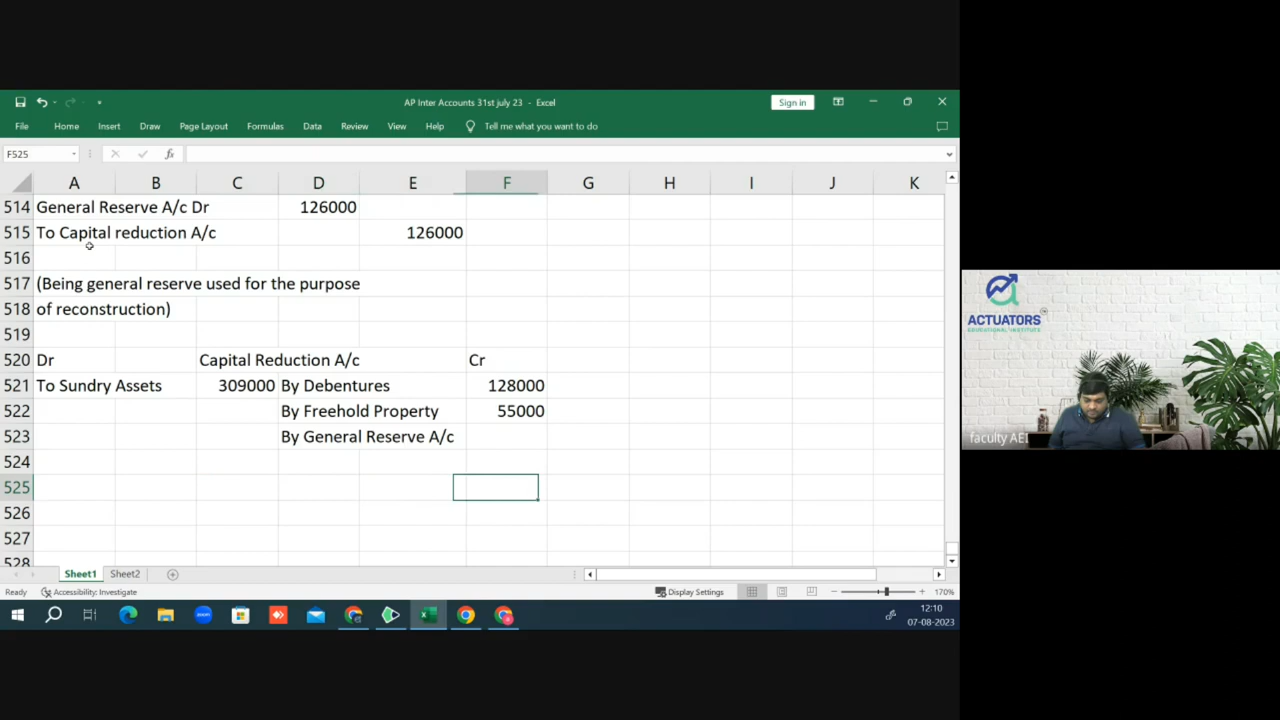 AP Inter Accounts 31st july 23 - Excel
Sign in
File Home Insert Draw Page Layout Formulas Data Review View Help Tell me what you want to do
F525 fx
A B C D E F G H I J K
514 General Reserve A/c Dr 126000
515 To Capital reduction A/c 126000
516
517 (Being general reserve used for the purpose
518 of reconstruction)
519
520 Dr Capital Reduction A/c Cr
521 To Sundry Assets 309000 By Debentures 128000
522 By Freehold Property 55000
523 By General Reserve A/c
524
525
526
527
528
Sheet1 Sheet2
Ready Accessibility: Investigate Display Settings 170%
12:10
07-08-2023
ACTUATORS
EDUCATIONAL INSTITUTE
faculty AEI